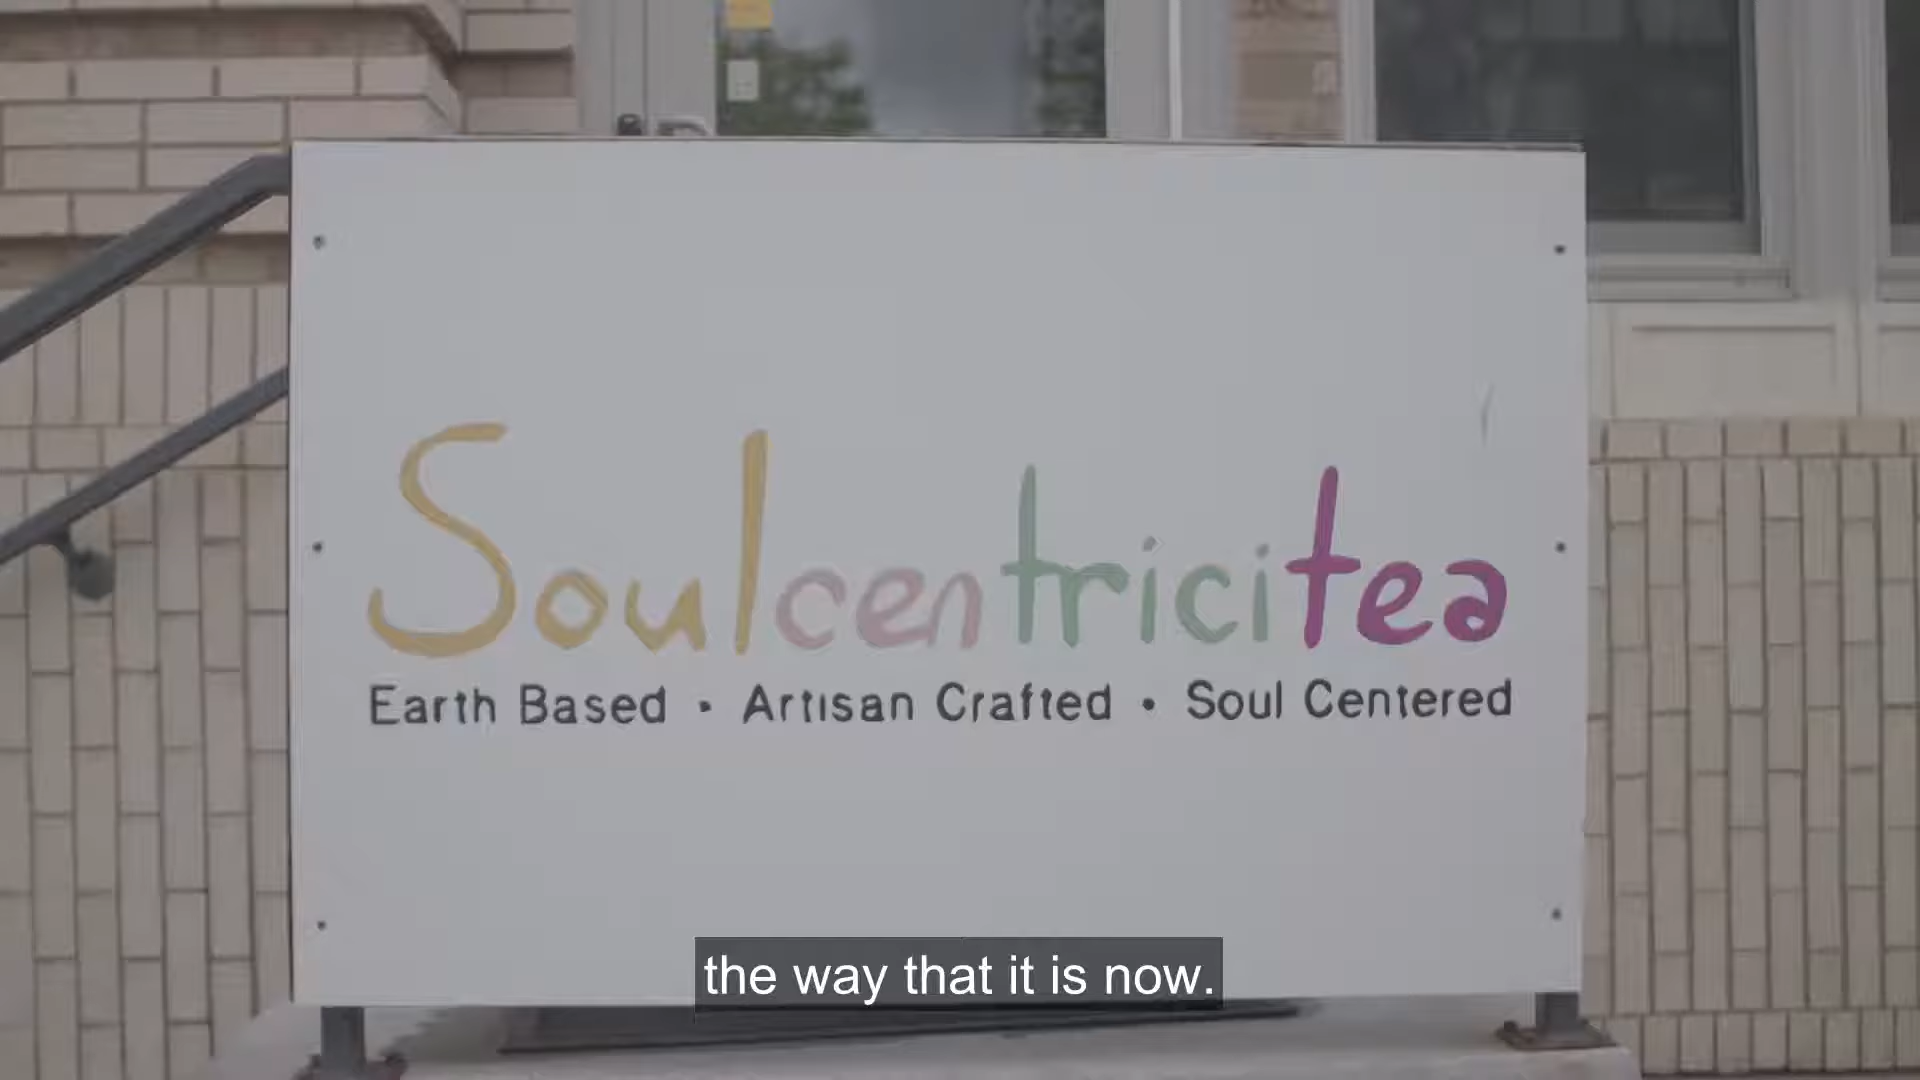 Soulcentricitea
Earth Based • Artisan Crafted • Soul Centered
the way that it is now.